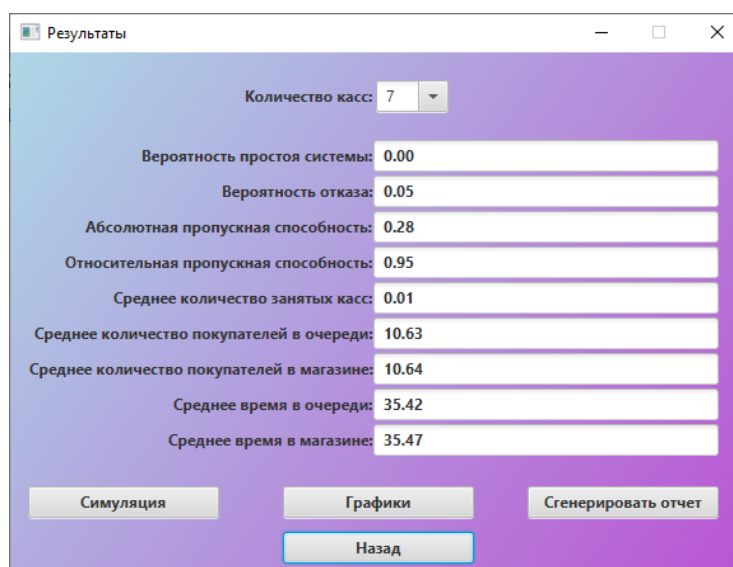 Результаты
Количество касс: 7
Вероятность простоя системы: 0.00
Вероятность отказа: 0.05
Абсолютная пропускная способность: 0.28
Относительная пропускная способность: 0.95
Среднее количество занятых касс: 0.01
Среднее количество покупателей в очереди: 10.63
Среднее количество покупателей в магазине: 10.64
Среднее время в очереди: 35.42
Среднее время в магазине: 35.47
Симуляция Графики Сгенерировать отчет
Назад